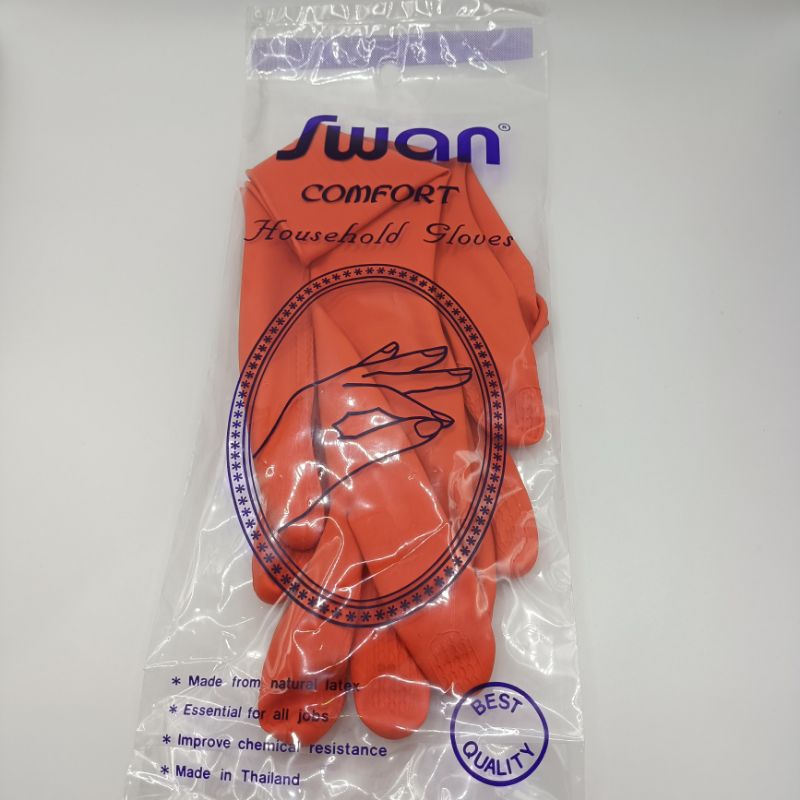 Swan®
COMFORT
Household Gloves
* Made from natural latex
* Essential for all jobs
* Improve chemical resistance
* Made in Thailand
BEST
QUALITY